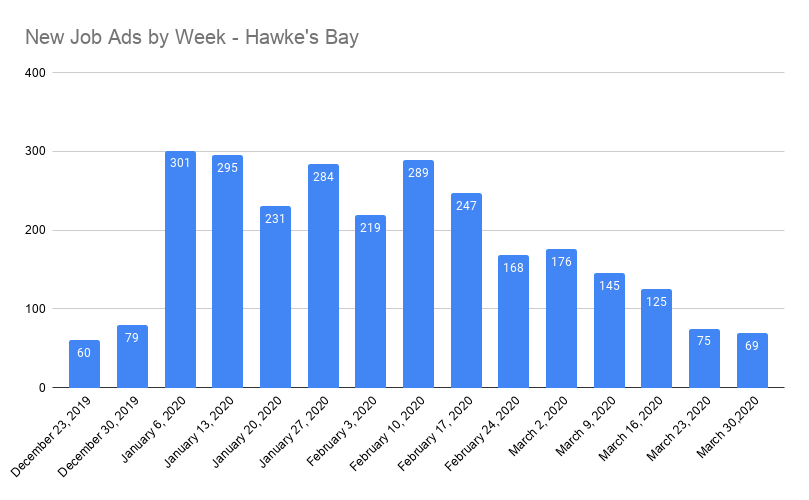 New Job Ads by Week - Hawke's Bay
400
300
200
100
0
60
79
301
295
231
284
219
289
247
168
176
145
125
75
69
December 23, 2019
December 30, 2019
January 6, 2020
January 13, 2020
January 20, 2020
January 27, 2020
February 3, 2020
February 10, 2020
February 17, 2020
February 24, 2020
March 2, 2020
March 9, 2020
March 16, 2020
March 23, 2020
March 30,2020